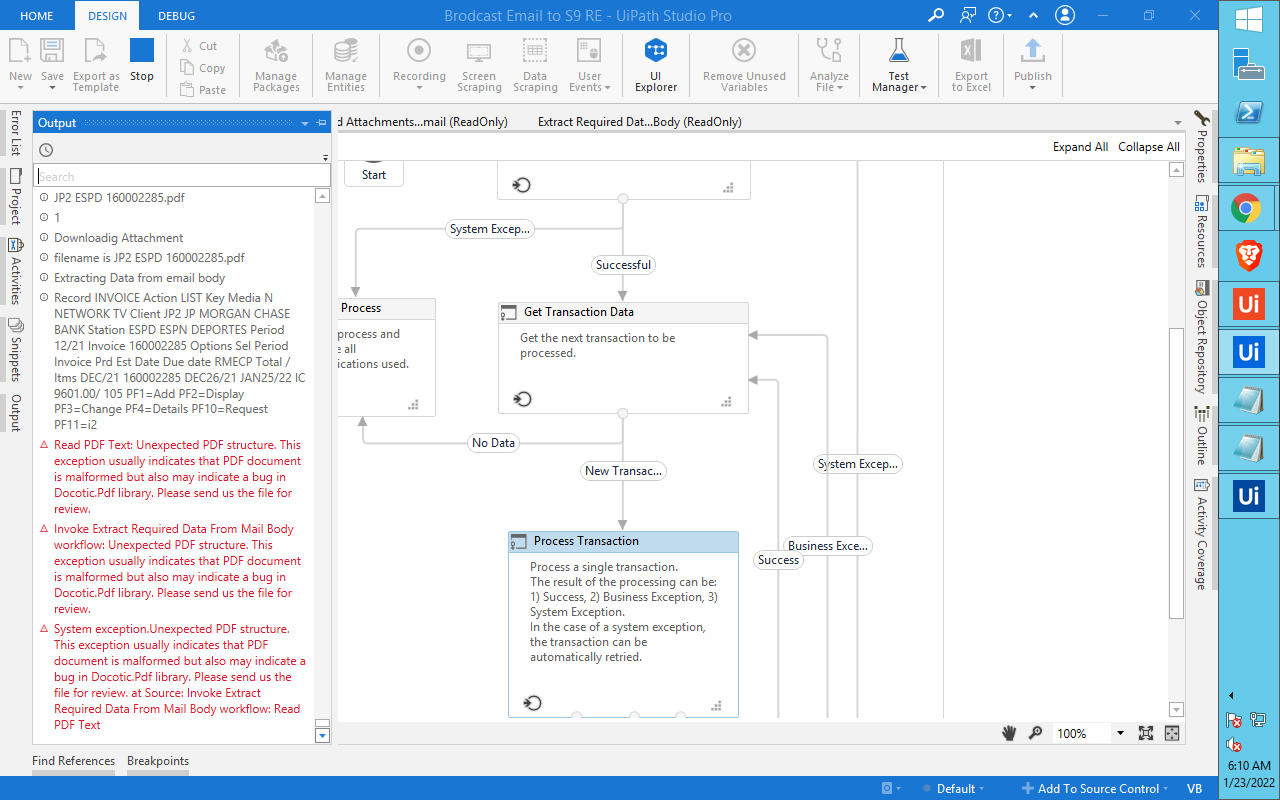 HOME
DESIGN
DEBUG
Brodcast Email to S9 RE - UiPath Studio Pro
New
Save
Export as
Template
Stop
Cut
Copy
Paste
Manage
Packages
Manage
Entities
Recording
Screen
Scraping
Data
Scraping
User
Events
UI
Explorer
Remove Unused
Variables
Analyze
File
Test
Manager
Export
to Excel
Publish
Error List
Project
Activities
Snippets
Output
Output
Search
JP2 ESPD 160002285.pdf
1
Downloadig Attachment
filename is JP2 ESPD 160002285.pdf
Extracting Data from email body
Record INVOICE Action LIST Key Media N
NETWORK TV Client JP2 JP MORGAN CHASE
BANK Station ESPD ESPN DEPORTES Period
12/21 Invoice 160002285 Options Sel Period
Invoice Prd Est Date Due date RMECP Total /
Itms DEC/21 160002285 DEC26/21 JAN25/22 IC
9601.00/ 105 PF1=Add PF2=Display
PF3=Change PF4=Details PF10=Request
PF11=i2
Read PDF Text: Unexpected PDF structure. This
exception usually indicates that PDF document
is malformed but also may indicate a bug in
Docotic.Pdf library. Please send us the file for
review.
Invoke Extract Required Data From Mail Body
workflow: Unexpected PDF structure. This
exception usually indicates that PDF document
is malformed but also may indicate a bug in
Docotic.Pdf library. Please send us the file for
review.
System exception.Unexpected PDF structure.
This exception usually indicates that PDF
document is malformed but also may indicate a
bug in Docotic.Pdf library. Please send us the
file for review. at Source: Invoke Extract
Required Data From Mail Body workflow: Read
PDF Text
d Attachments...mail (ReadOnly)
Extract Required Dat...Body (ReadOnly)
Expand All
Collapse All
Start
System Excep...
Successful
Process
process and
e all
ications used.
Get Transaction Data
Get the next transaction to be
processed.
No Data
New Transac...
System Excep...
Business Exce...
Success
Process Transaction
Process a single transaction.
The result of the processing can be:
1) Success, 2) Business Exception, 3)
System Exception.
In the case of a system exception,
the transaction can be
automatically retried.
100%
Properties
Resources
Object Repository
Outline
Activity Coverage
Find References
Breakpoints
Default
Add To Source Control
VB
Ui
Ui
Ui
6:10 AM
1/23/2022